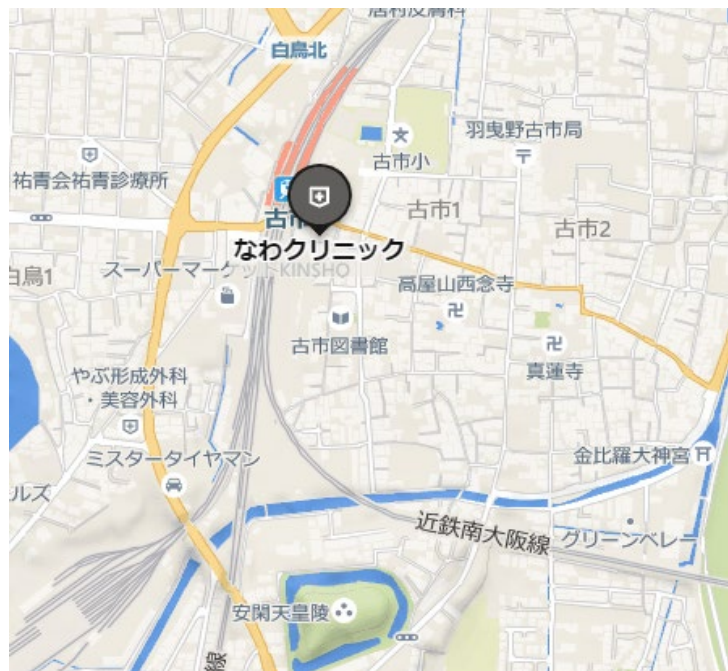 白鳥北
羽曳野古市局
古市小
祐青会祐青診療所
古市1
古市2
なわクリニック
スーパーマーケットKINSHO
高屋山西念寺
古市図書館
真蓮寺
やぶ形成外科
・美容外科
ミスタータイヤマン
金比羅大神宮
近鉄南大阪線
グリーンベレー
安閑天皇陵
線